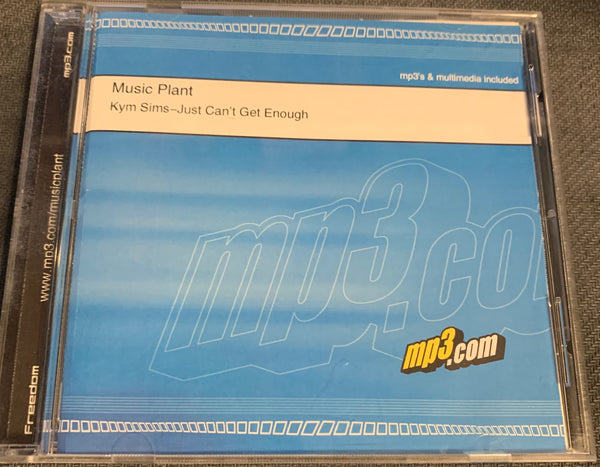 mp3.com
www.mp3.com/musicplant
Freedom
mp3's & multimedia included
Music Plant
Kym Sims–Just Can't Get Enough
mp3.co
mp3.com